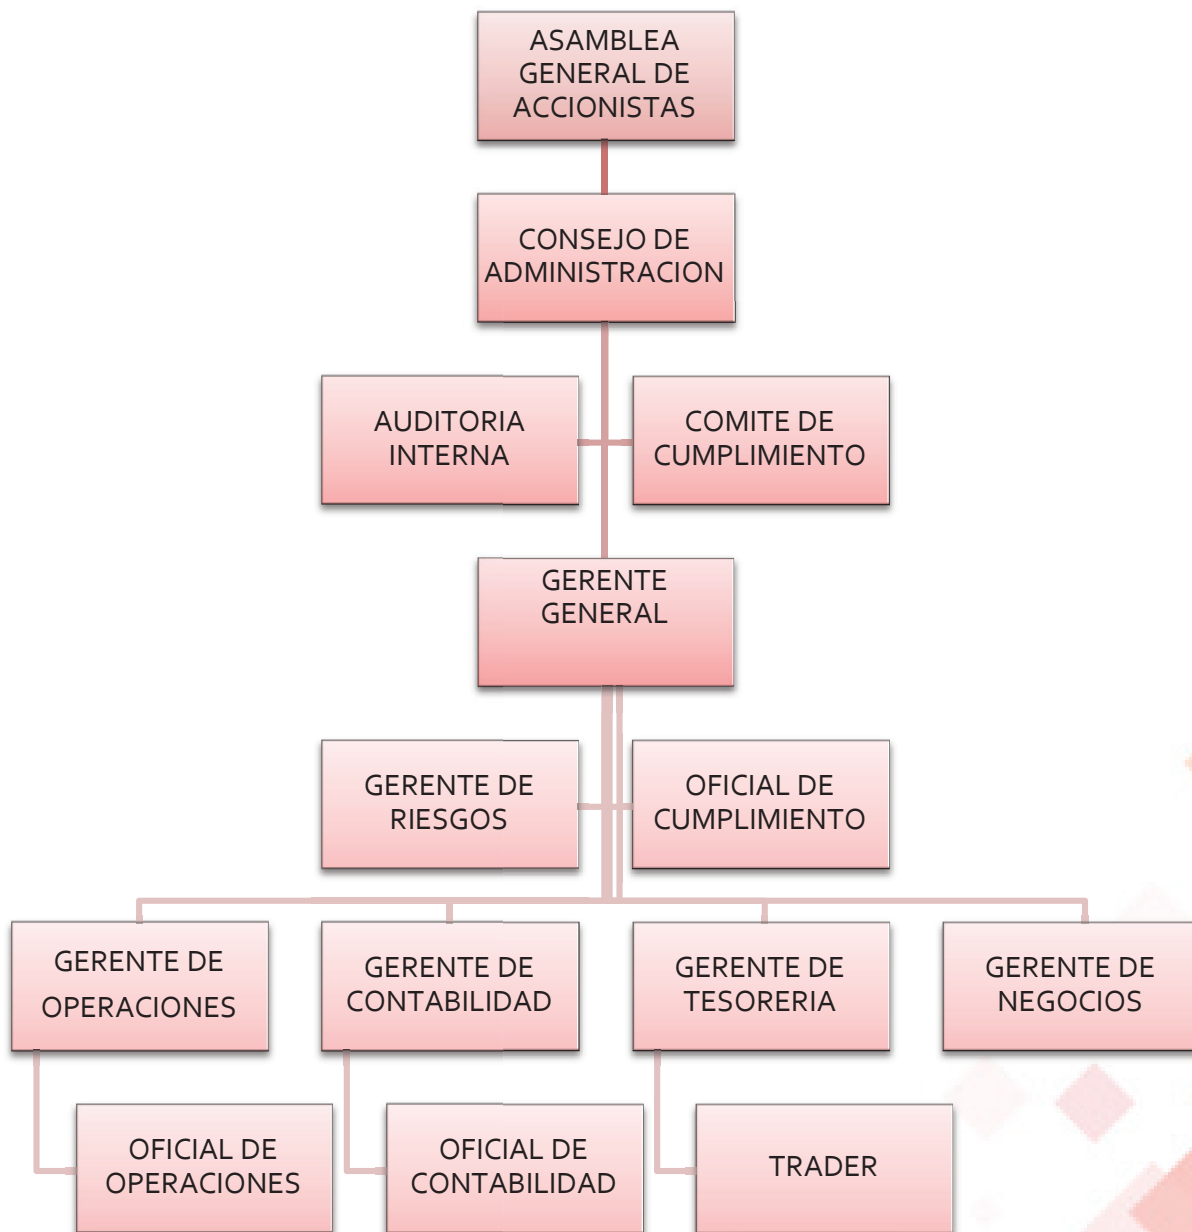 ASAMBLEA
GENERAL DE
ACCIONISTAS
CONSEJO DE
ADMINISTRACION
AUDITORIA
INTERNA
COMITE DE
CUMPLIMIENTO
GERENTE
GENERAL
GERENTE DE
RIESGOS
OFICIAL DE
CUMPLIMIENTO
GERENTE DE
OPERACIONES
GERENTE DE
CONTABILIDAD
GERENTE DE
TESORERIA
GERENTE DE
NEGOCIOS
OFICIAL DE
OPERACIONES
OFICIAL DE
CONTABILIDAD
TRADER